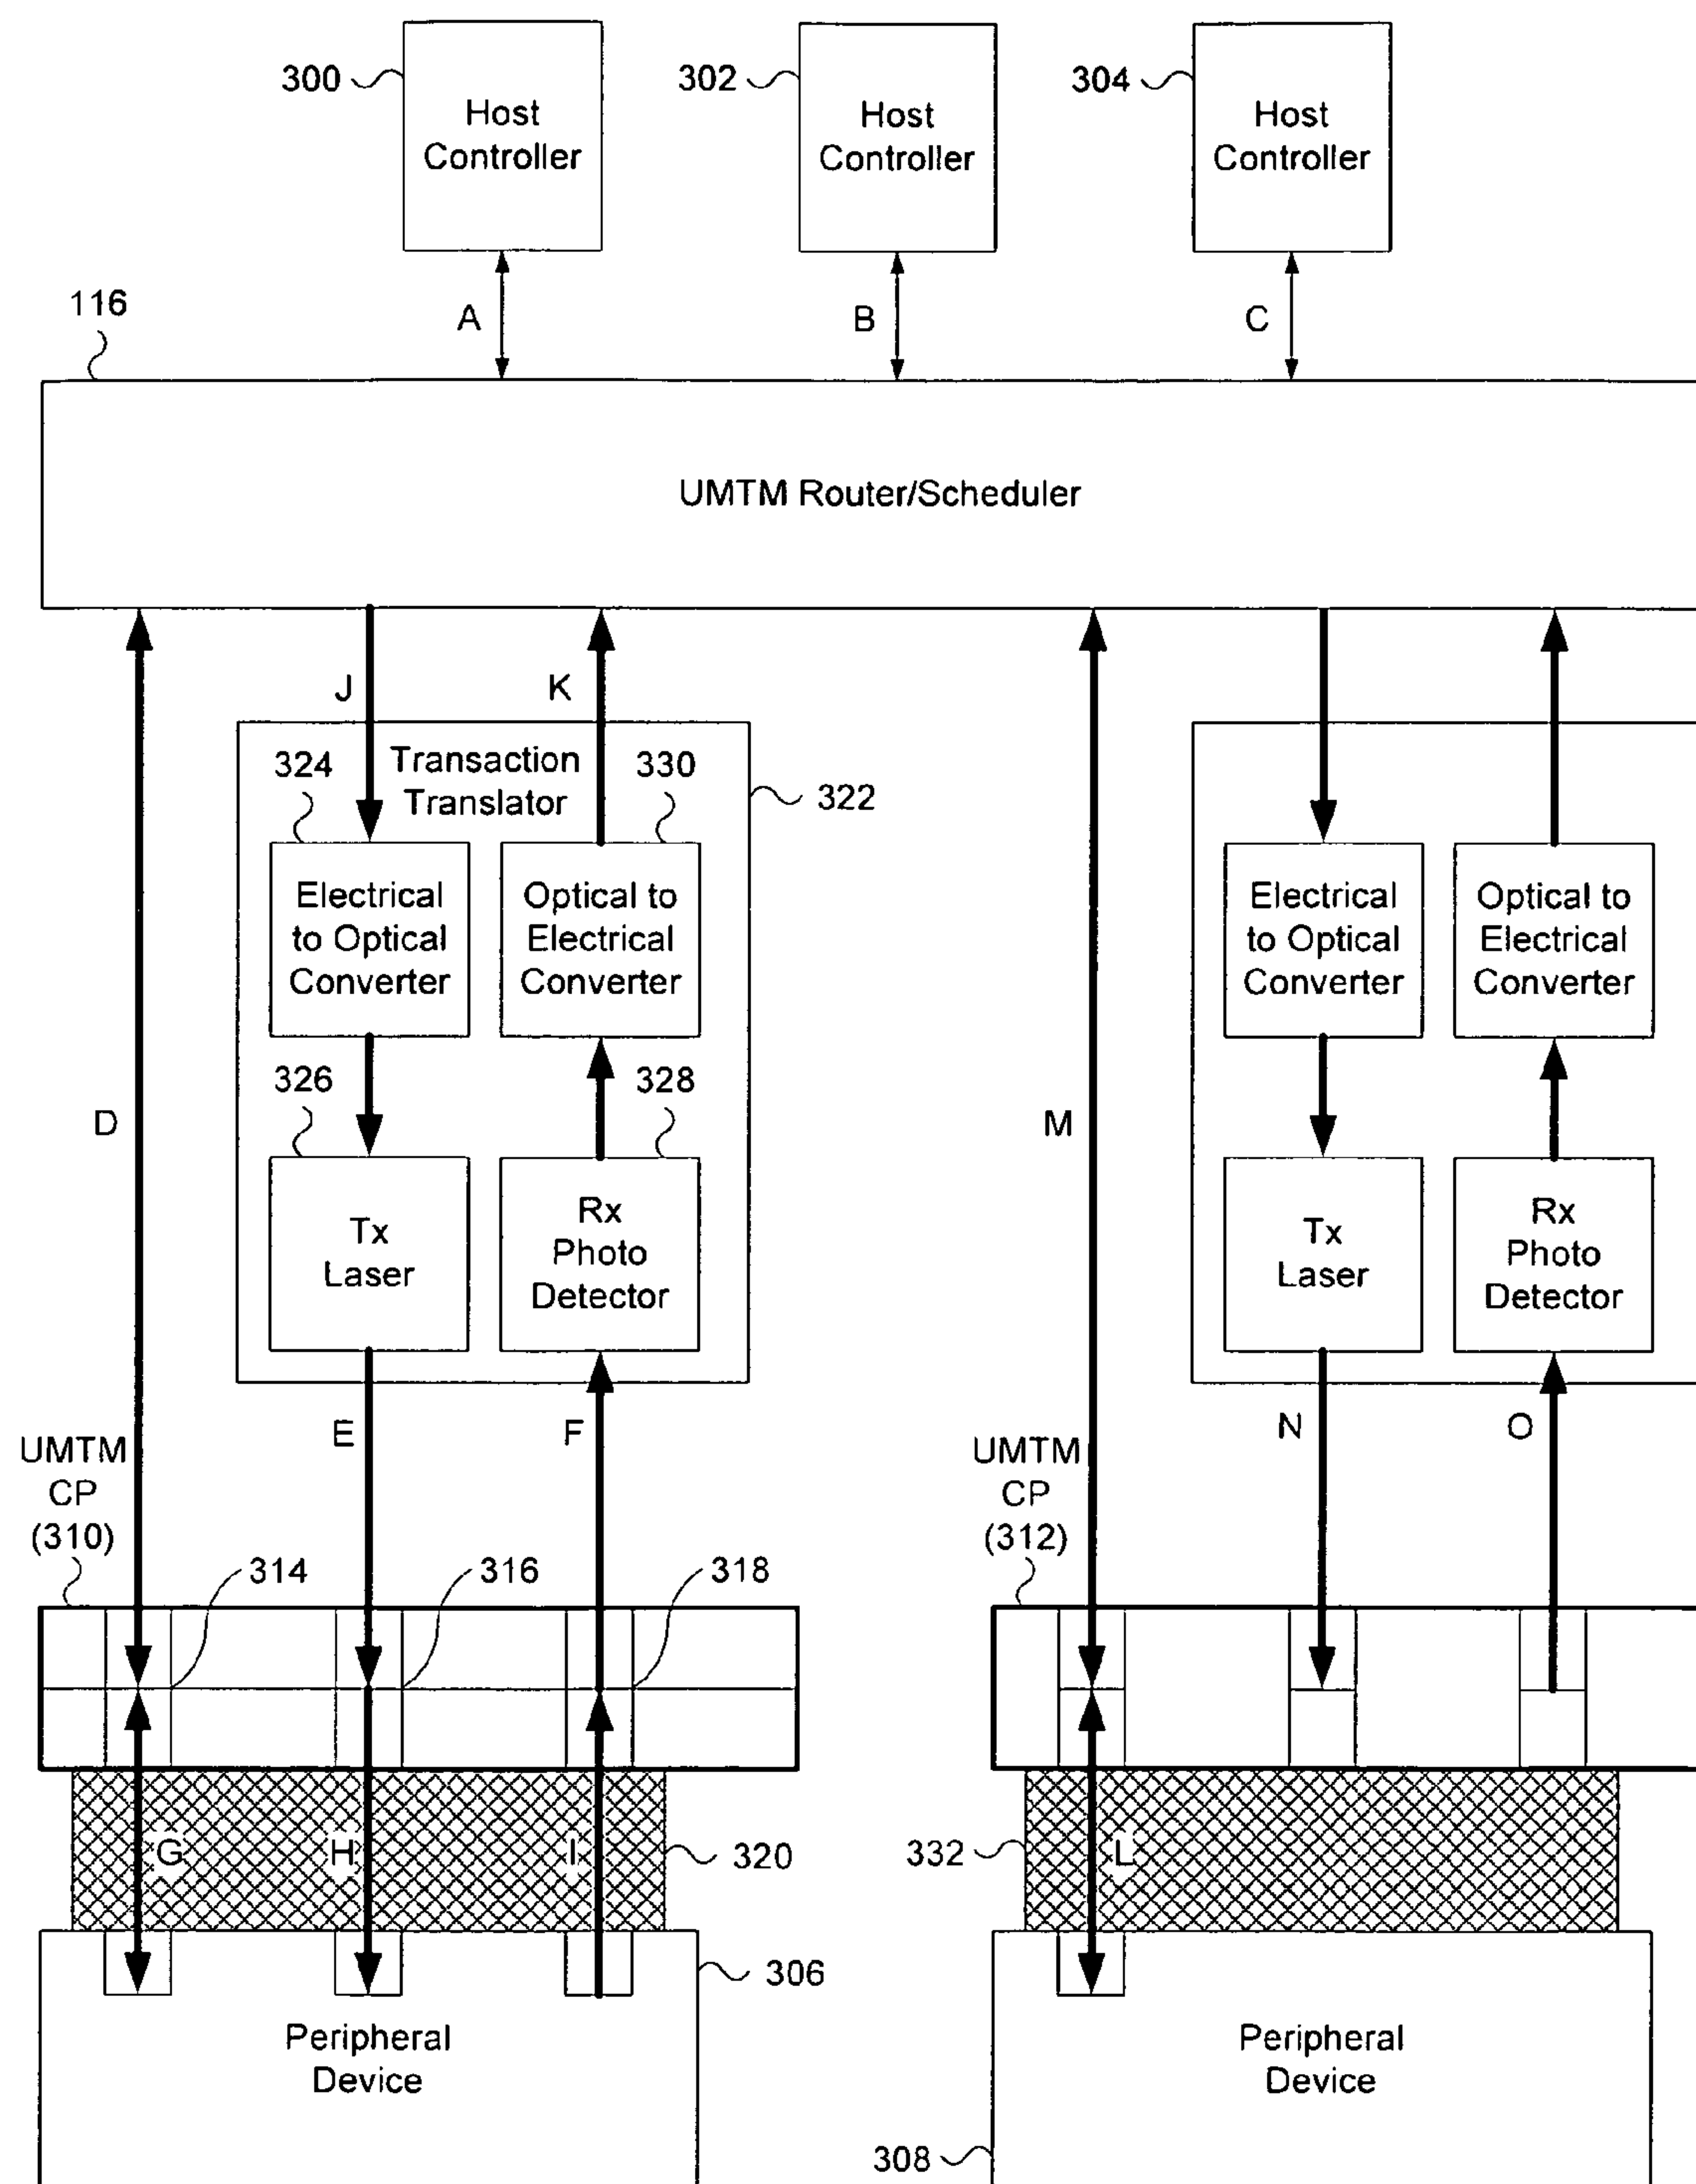 300
302
304
Host
Controller
Host
Controller
Host
Controller
116
A
B
C
UMTM Router/Scheduler
J
K
324
Transaction
Translator
330
322
Electrical
to Optical
Converter
Optical to
Electrical
Converter
Electrical
to Optical
Converter
Optical to
Electrical
Converter
326
328
D
M
Tx
Laser
Rx
Photo
Detector
Tx
Laser
Rx
Photo
Detector
E
F
N
O
UMTM
CP
(310)
UMTM
CP
(312)
314
316
318
G
H
I
320
332
L
306
Peripheral
Device
Peripheral
Device
308